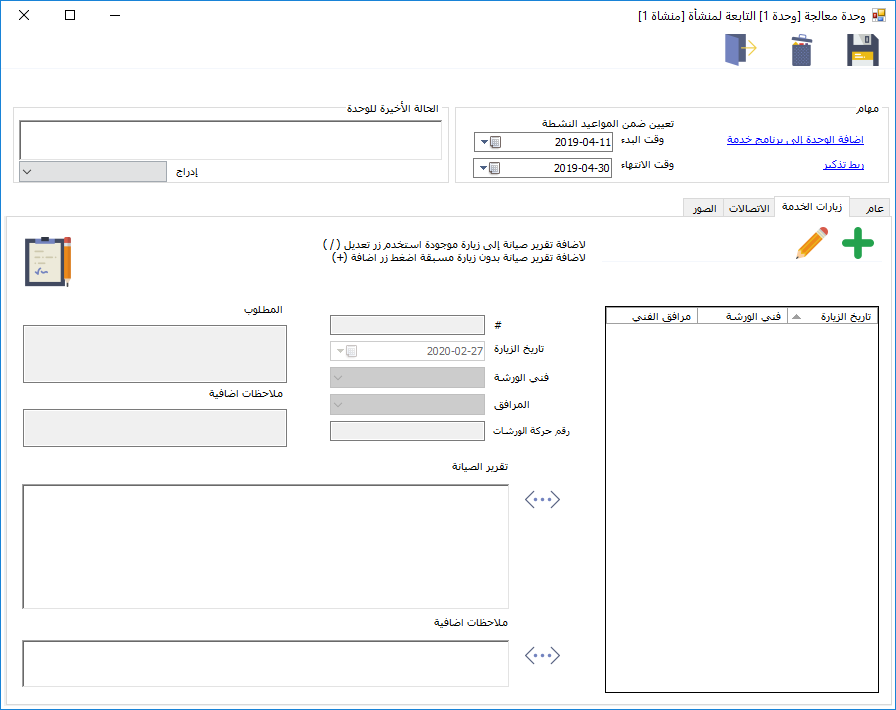 وحدة معالجة [وحدة 1] التابعة لمنشأة [منشاة 1]
مهام
تعيين ضمن المواعيد النشطة
اضافة الوحدة إلى برنامج خدمة
وقت البدء
2019-04-11
ربط تذكير
وقت الانتهاء
2019-04-30
الحالة الأخيرة للوحدة
إدراج
عام
زيارات الخدمة
الاتصالات
الصور
لاضافة تقرير صيانة إلى زيارة موجودة استخدم زر تعديل (/)
لاضافة تقرير صيانة بدون زيارة مسبقة اضغط زر اضافة (+)
تاريخ الزيارة
فني الورشة
مرافق الفني
#
تاريخ الزيارة
2020-02-27
فني الورشة
المرافق
رقم حركة الورشات
المطلوب
ملاحظات اضافية
تقرير الصيانة
ملاحظات اضافية